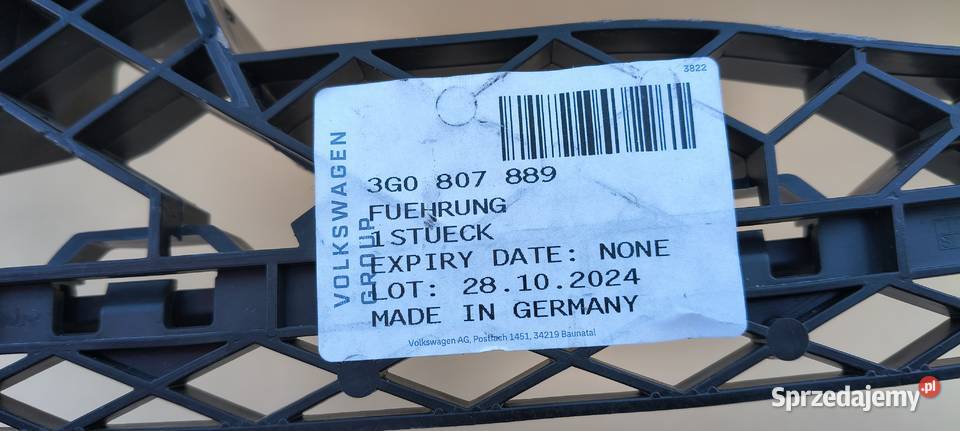 3822
VOLKSWAGEN
GROUP
3G0 807 889
FUEHRUNG
1STUECK
EXPIRY DATE: NONE
LOT: 28.10.2024
MADE IN GERMANY
Volkswagen AG, Postfach 1451, 34219 Baunatal
Sprzedajemy.pl